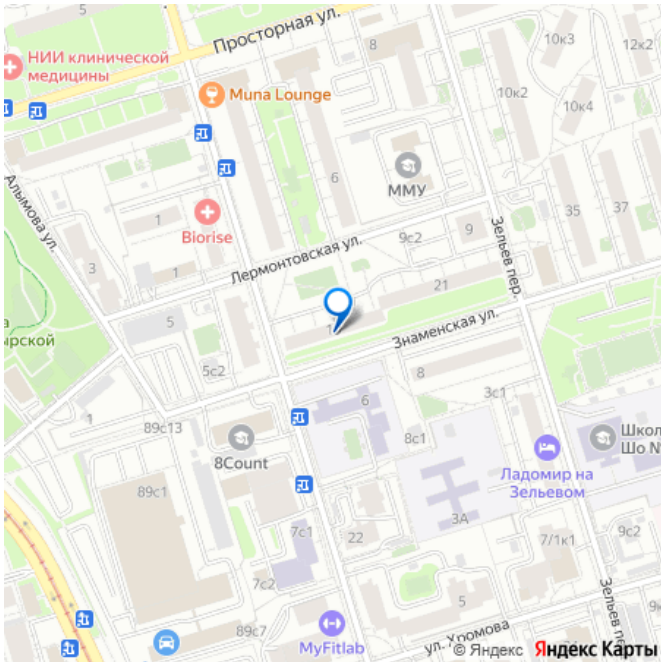 Просторная ул.
8
10к3
12к2
НИИ клинической
медицины
10к2
10к4
Muna Lounge
ММУ
6
Алымова ул.
1
Biorise
35
37
9
9с2
Зельев пер.
3
1
Лермонтовская ул.
21
5
Знаменская ул.
5с2
8
3с1
1
89с13
6
8с1
8Count
Ладомир на
Зельевом
89с1
3А
7с1
22
7/1к1
9с2
7с2
5
89с7
MyFitlab
ул. Хромова
© Яндекс Яндекс Карты